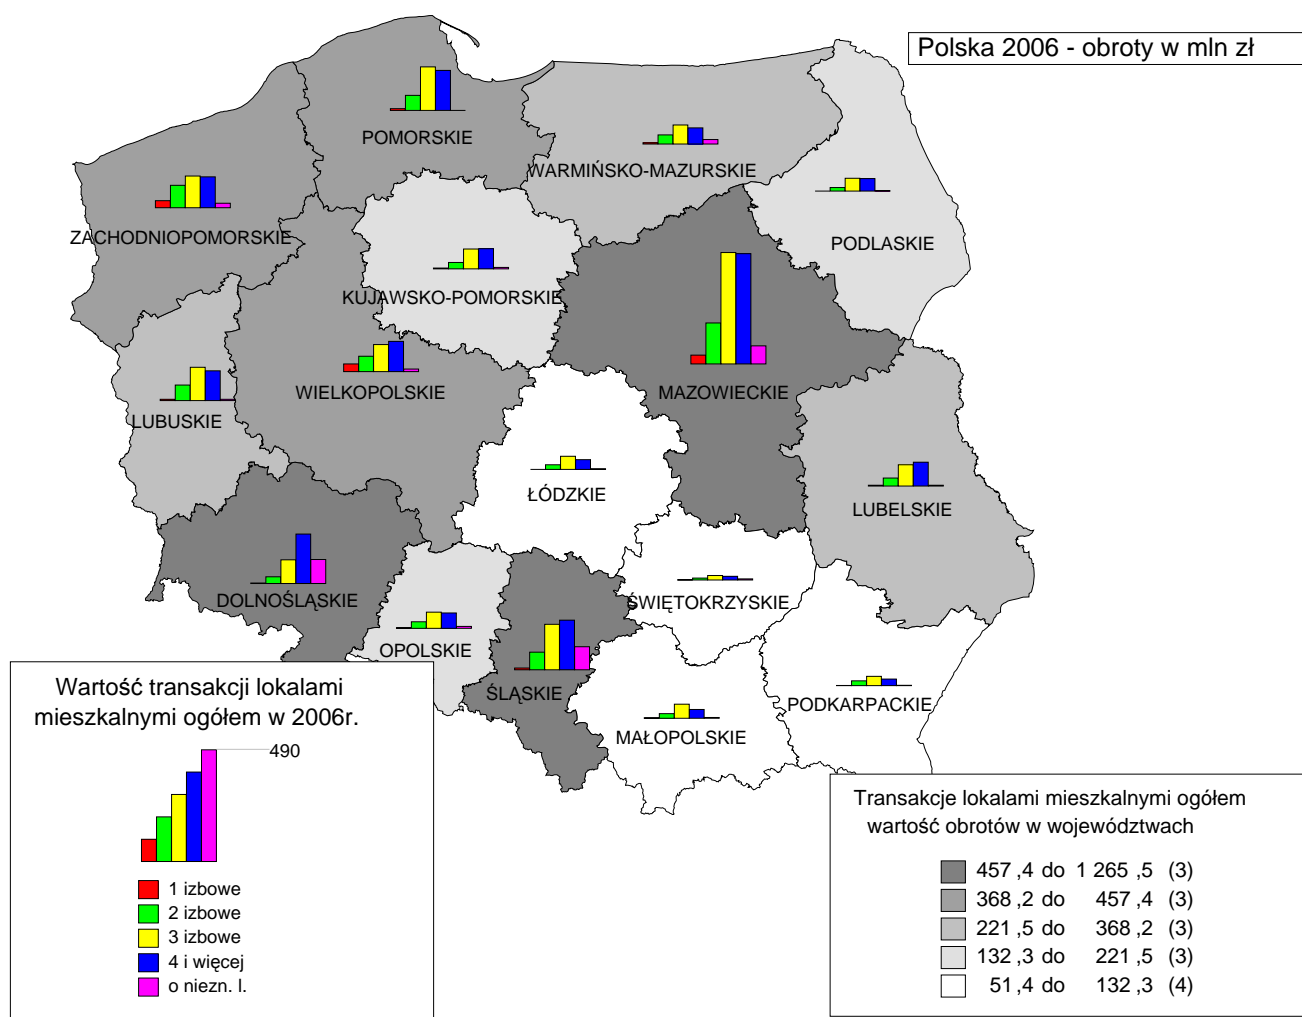 Polska 2006 - obroty w mln zł
POMORSKIE
WARMIŃSKO-MAZURSKIE
ZACHODNIOPOMORSKIE
PODLASKIE
KUJAWSKO-POMORSKIE
WIELKOPOLSKIE
MAZOWIECKIE
LUBUSKIE
ŁÓDZKIE
LUBELSKIE
DOLNOŚLĄSKIE
ŚWIĘTOKRZYSKIE
OPOLSKIE
ŚLĄSKIE
PODKARPACKIE
MAŁOPOLSKIE
Wartość transakcji lokalami
mieszkalnymi ogółem w 2006r.
490
1 izbowe
2 izbowe
3 izbowe
4 i więcej
o niezn. l.
Transakcje lokalami mieszkalnymi ogółem
wartość obrotów w województwach
457 ,4 do 1 265 ,5 (3)
368 ,2 do 457 ,4 (3)
221 ,5 do 368 ,2 (3)
132 ,3 do 221 ,5 (3)
51 ,4 do 132 ,3 (4)